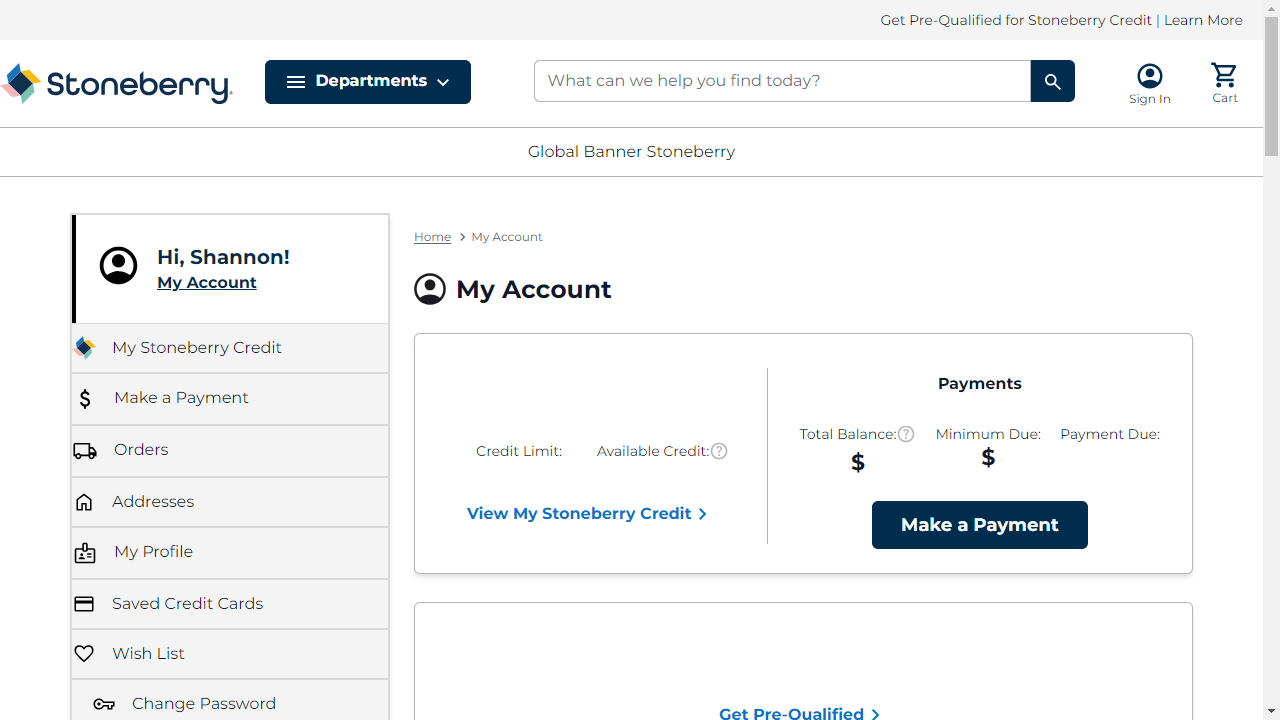 Get Pre-Qualified for Stoneberry Credit | Learn More
Stoneberry.
Departments
What can we help you find today?
Sign In
Cart
Global Banner Stoneberry
Hi, Shannon!
My Account
My Stoneberry Credit
Make a Payment
Orders
Addresses
My Profile
Saved Credit Cards
Wish List
Change Password
Home > My Account
My Account
Credit Limit:
Available Credit:?
View My Stoneberry Credit >
Payments
Total Balance:?
$
Minimum Due:
$
Payment Due:
Make a Payment
Get Pre-Qualified >